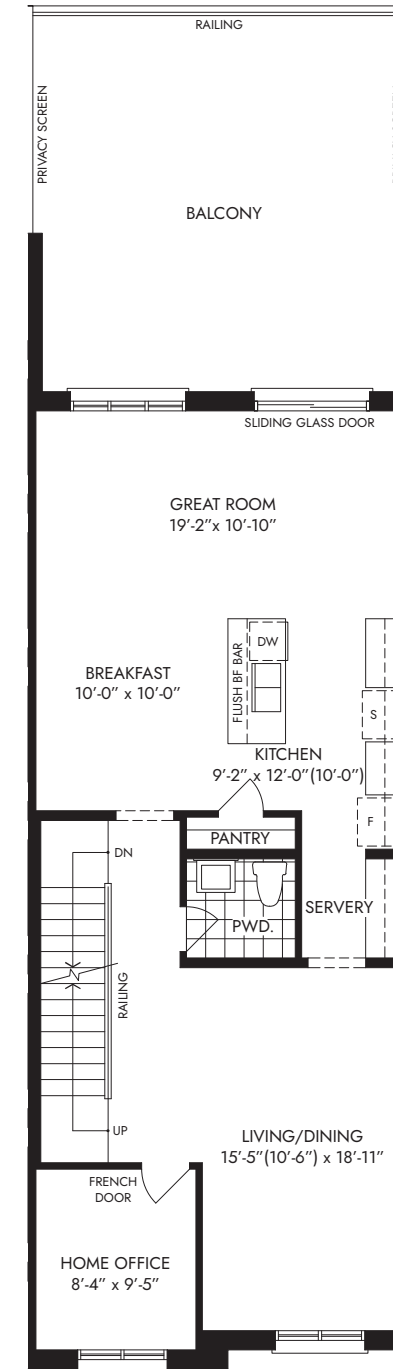 RAILING
PRIVACY SCREEN
BALCONY
SLIDING GLASS DOOR
GREAT ROOM
19'-2" x 10'-10"
DW
FLUSH BF BAR
BREAKFAST
10'-0" x 10'-0"
S
KITCHEN
9'-2" x 12'-0"(10'-0")
F
PANTRY
DN
PWD.
SERVERY
RAILING
UP
LIVING/DINING
15'-5"(10'-6") x 18'-11"
FRENCH
DOOR
HOME OFFICE
8'-4" x 9'-5"